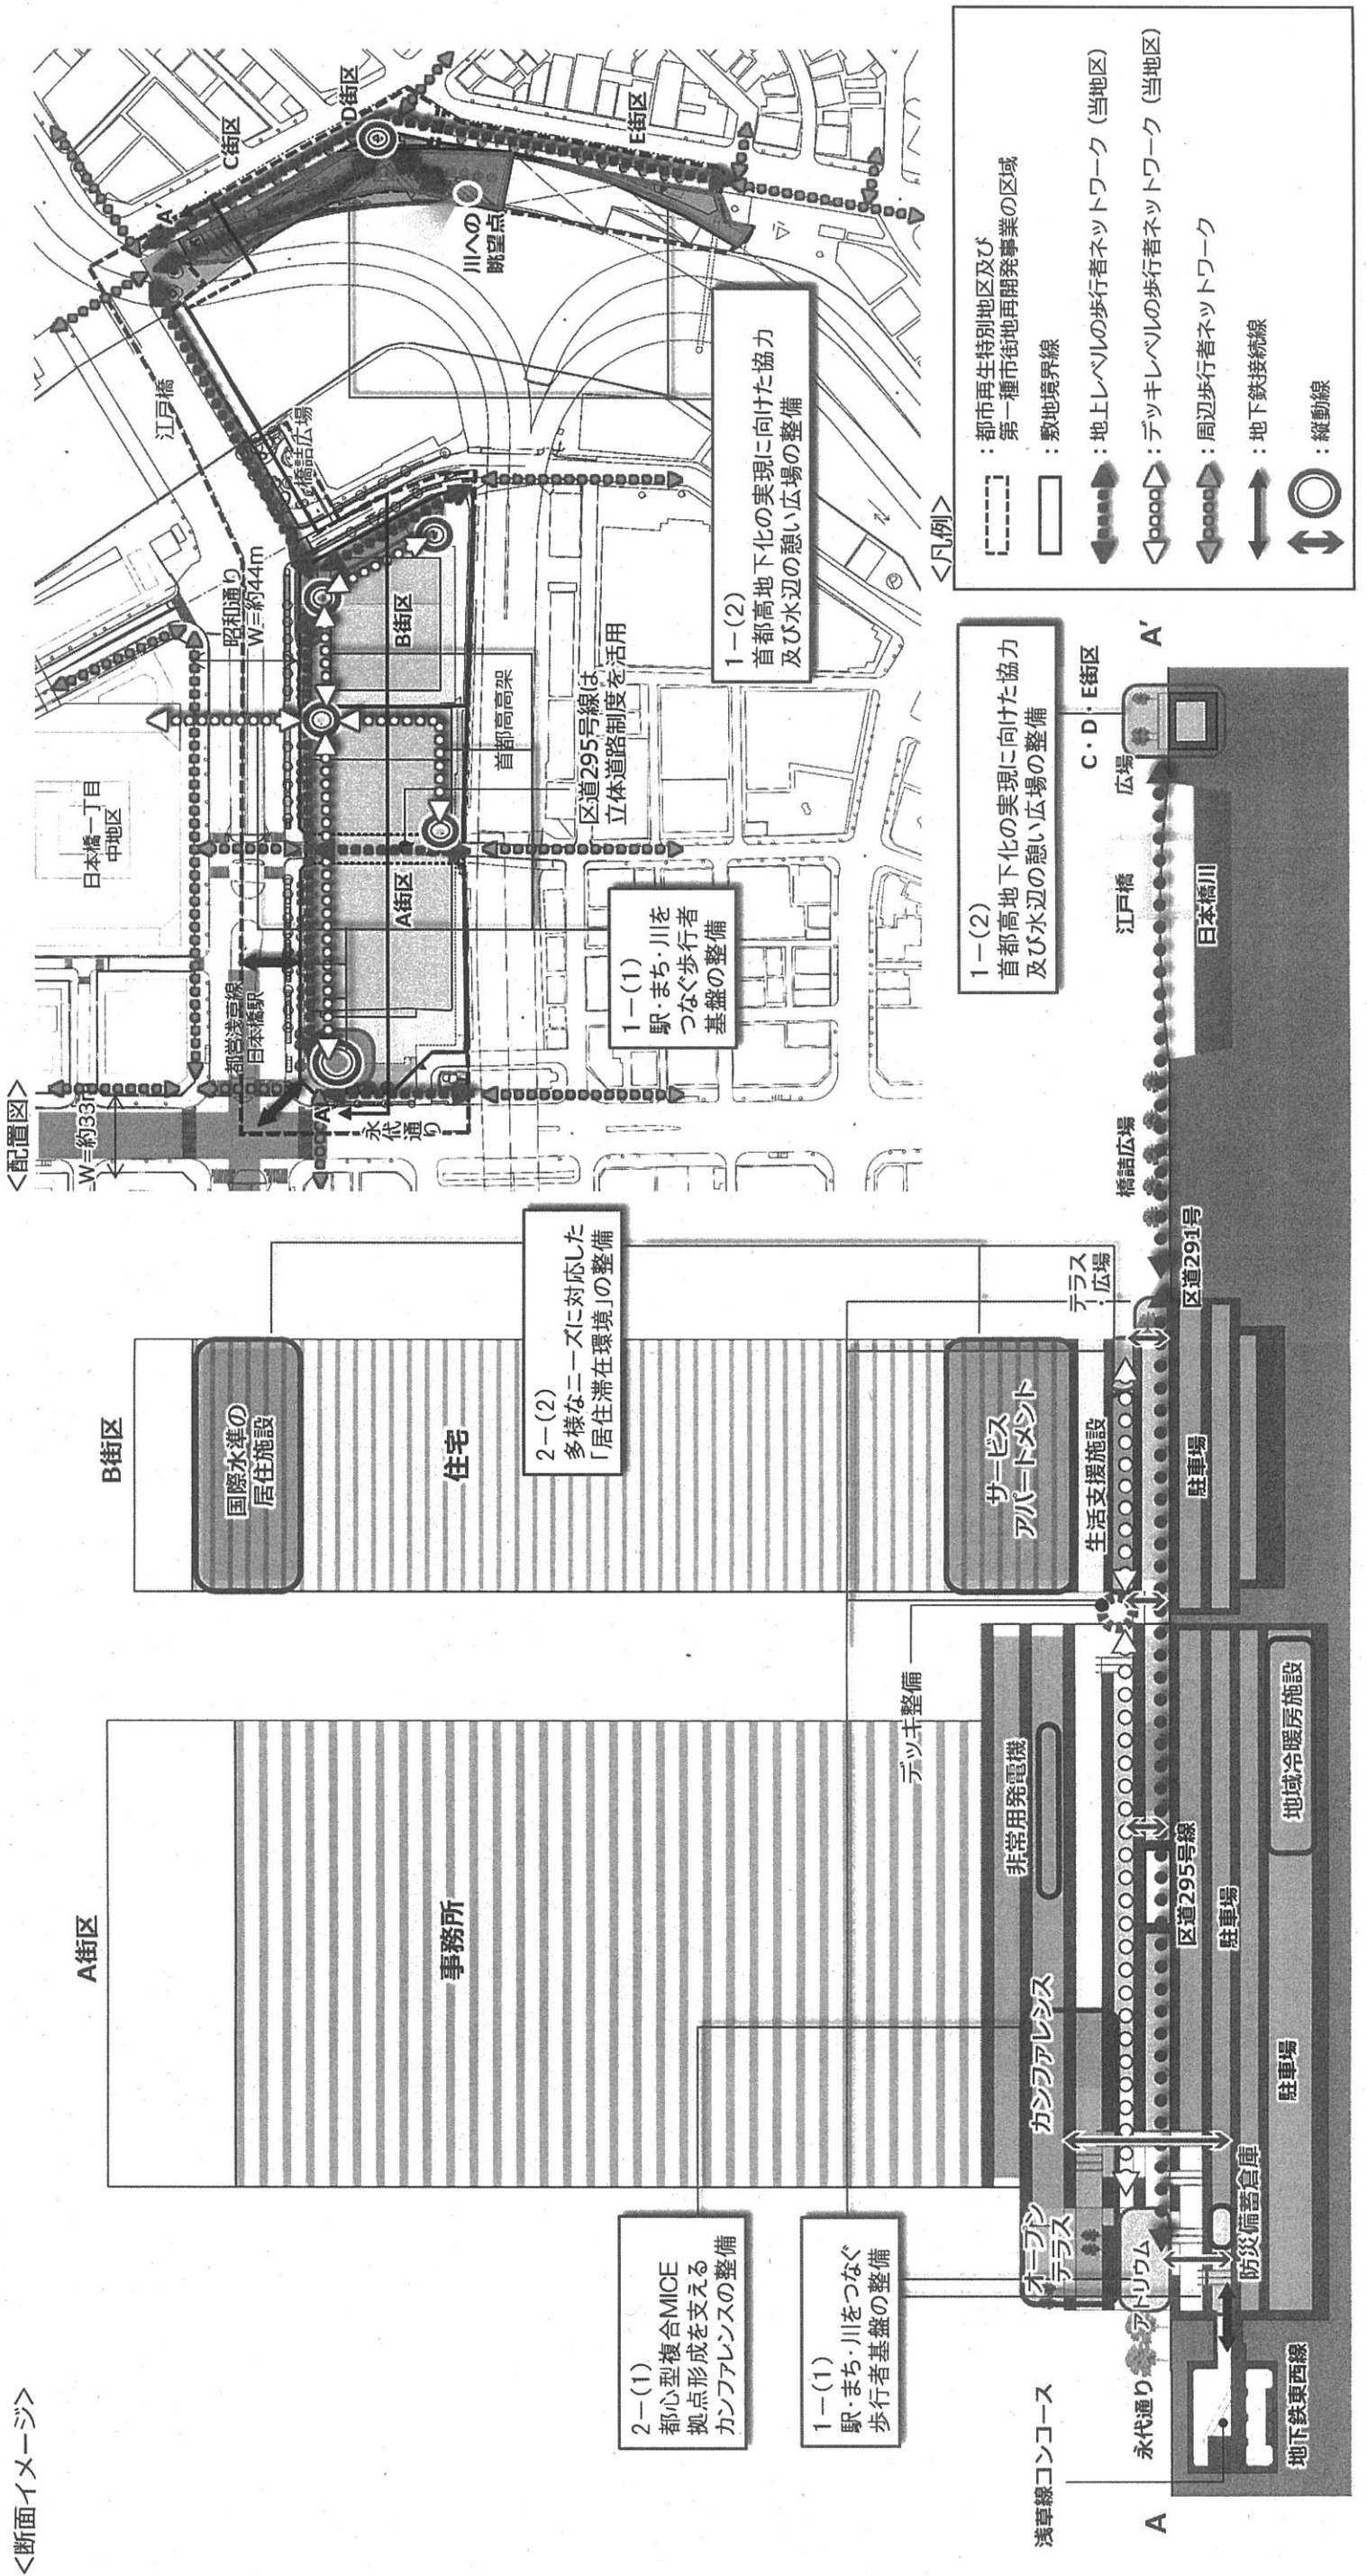 <断面イメージ>
A街区
B街区
事務所
国際水準の
居住施設
住宅
2-(1)
都心型複合MICE
拠点形成を支える
カンファレンスの整備
2-(2)
多様なニーズに対応した
「居住滞在環境」の整備
1-(1)
駅・まち・川をつなぐ
歩行者基盤の整備
デッキ整備
サービス
アパートメント
テラス
・広場
非常用発電機
カンファレンス
オープン
テラス
アトリウム
生活支援施設
浅草線コンコース
永代通り
A
地下鉄東西線
防災備蓄倉庫
区道295号線
駐車場
駐車場
地域冷暖房施設
駐車場
区道291号
橋詰広場
江戸橋
日本橋川
広場
C・D・E街区
A'
1-(2)
首都高地下化の実現に向けた協力
及び水辺の憩い広場の整備
<配置図>
W=約33m
日本橋一丁目
中地区
都営浅草線
日本橋駅
昭和通り
W=約44m
江戸橋
橋詰広場
A'
C街区
D街区
E街区
川への
眺望点
A
永代
通り
A街区
B街区
首都高高架
区道295号線は
立体道路制度を活用
1-(1)
駅・まち・川を
つなぐ歩行者
基盤の整備
1-(2)
首都高地下化の実現に向けた協力
及び水辺の憩い広場の整備
<凡例>
:都市再生特別地区及び
第一種市街地再開発事業の区域
:敷地境界線
:地上レベルの歩行者ネットワーク(当地区)
:デッキレベルの歩行者ネットワーク(当地区)
:周辺歩行者ネットワーク
:地下鉄接続線
:縦動線